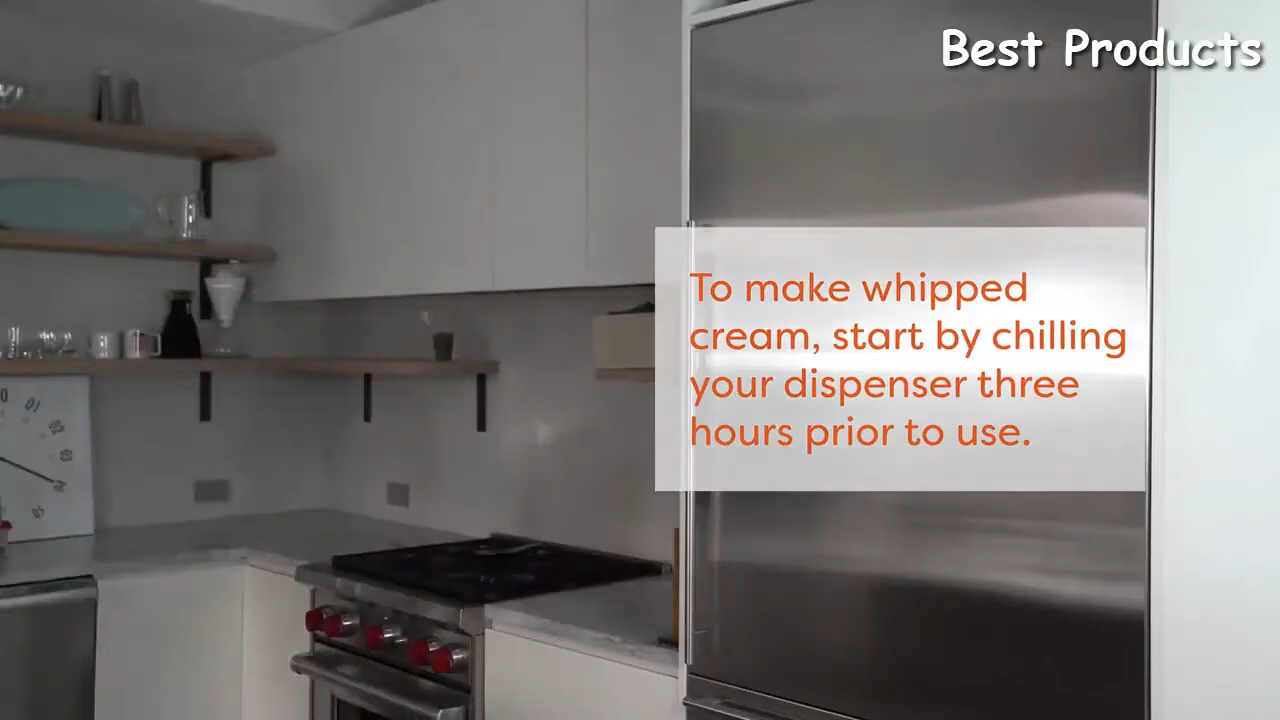 Best Products
To make whipped
cream, start by chilling
your dispenser three
hours prior to use.